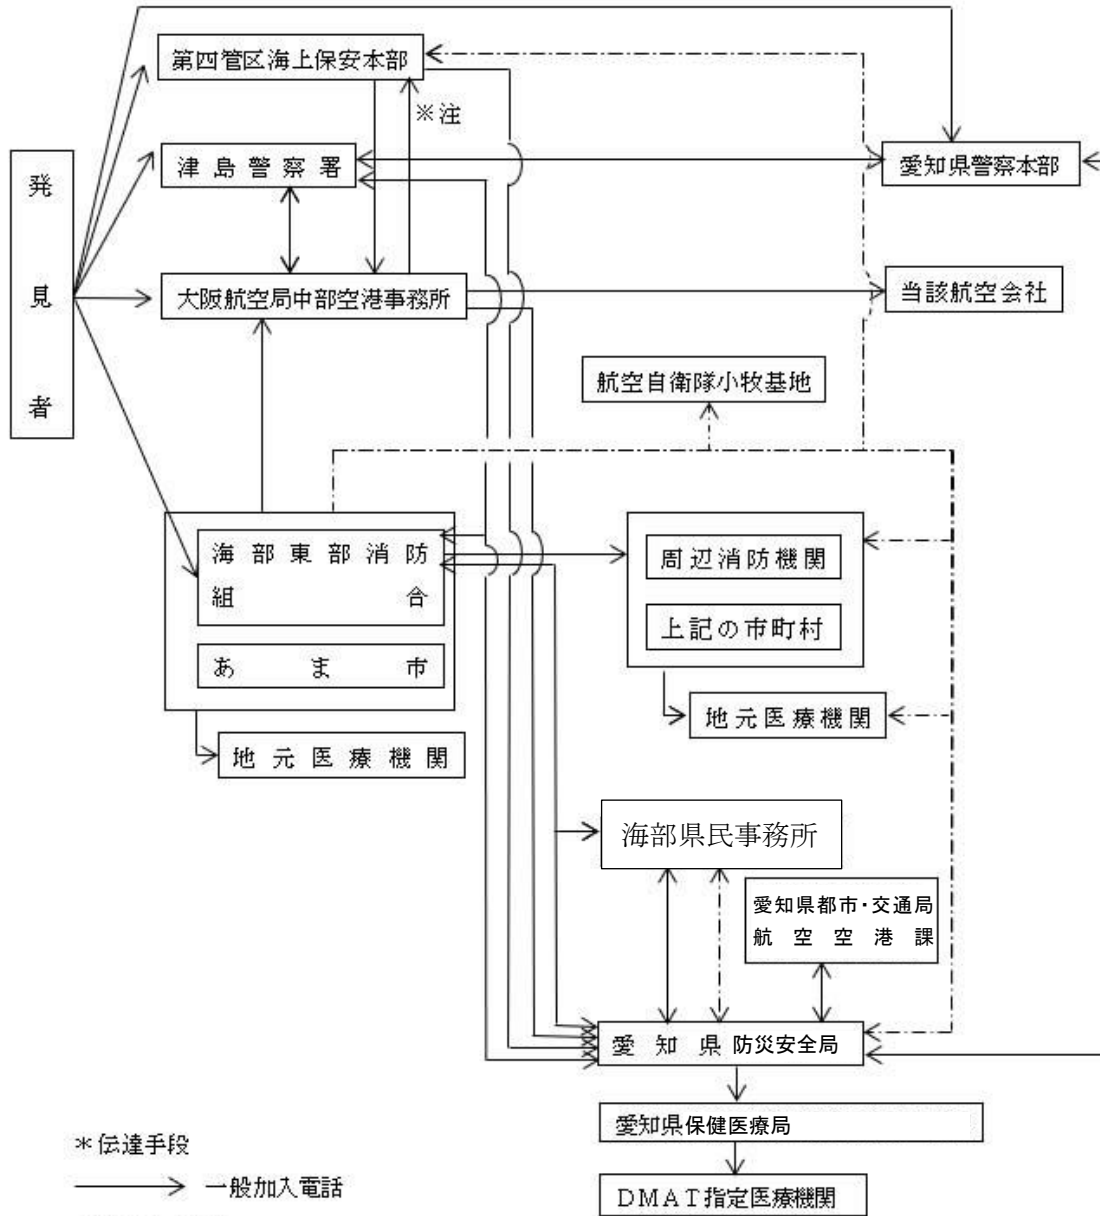 第四管区海上保安本部
※注
津島警察署
愛知県警察本部
発見者
大阪航空局中部空港事務所
当該航空会社
航空自衛隊小牧基地
海部東部消防
組合
あま市
周辺消防機関
上記の市町村
地元医療機関
地元医療機関
海部県民事務所
愛知県都市・交通局
航空空港課
愛知県 防災安全局
愛知県保健医療局
DMAT指定医療機関
*伝達手段
一般加入電話